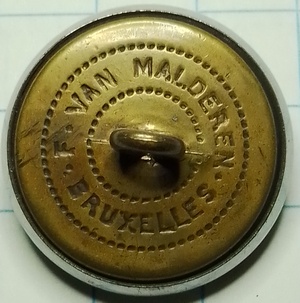 · F. VAN MALDEREN ·
BRUXELLES